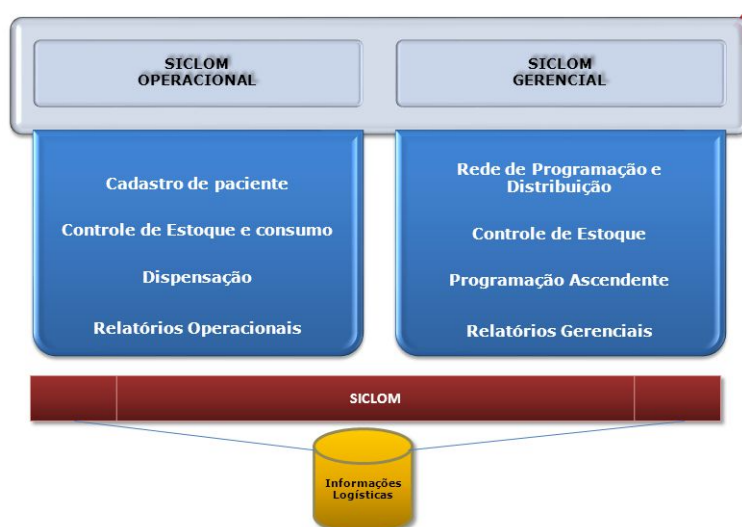 SICLOM
OPERACIONAL
SICLOM
GERENCIAL
Cadastro de paciente
Controle de Estoque e consumo
Dispensação
Relatórios Operacionais
Rede de Programação e
Distribuição
Controle de Estoque
Programação Ascendente
Relatórios Gerenciais
SICLOM
Informações
Logísticas